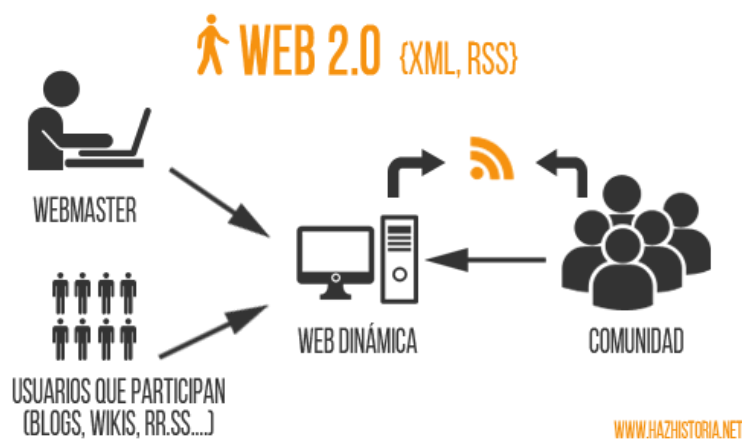 WEB 2.0 {XML, RSS}
WEBMASTER
WEB DINÁMICA
COMUNIDAD
USUARIOS QUE PARTICIPAN
(BLOGS, WIKIS, RR.SS....)
WWW.HAZHISTORIA.NET